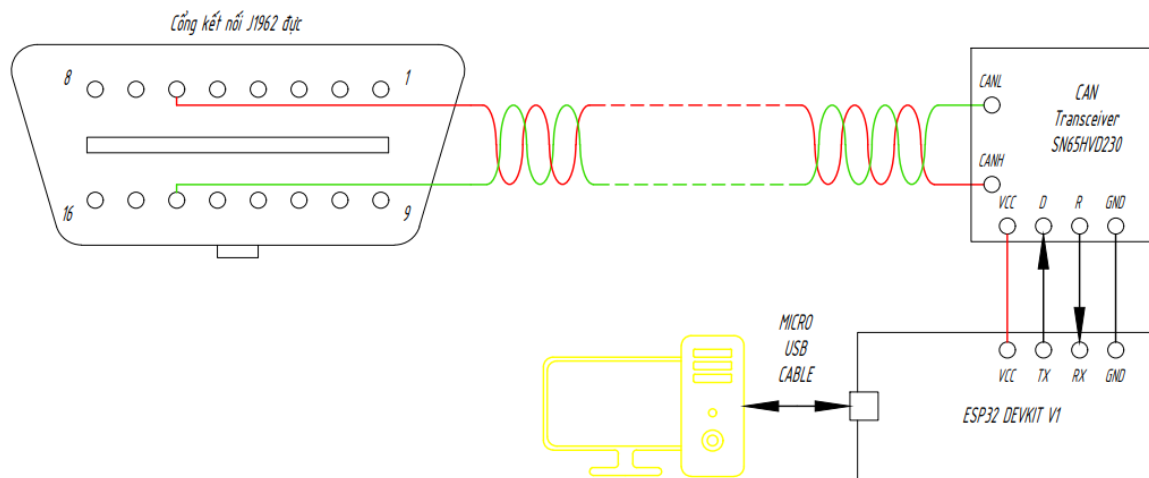 Cổng kết nối J1962 đực
8
1
16
9
CANL
CANH
CAN
Transceiver
SN65HVD230
VCC
D
R
GND
MICRO
USB
CABLE
VCC
TX
RX
GND
ESP32 DEVKIT V1